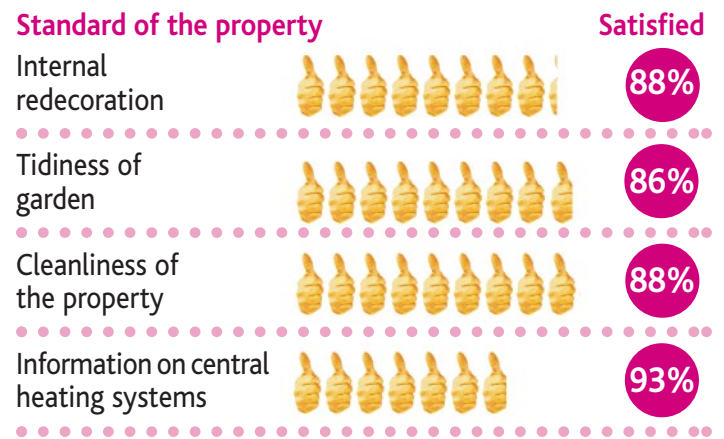 Standard of the property Satisfied
Internal
redecoration
88%
Tidiness of
garden
86%
Cleanliness of
the property
88%
Information on central
heating systems
93%